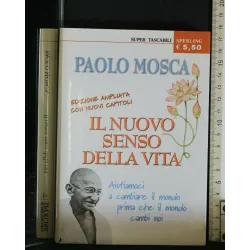 SUPER TASCABILI
SPERLING
€ 5,50
PAOLO MOSCA
EDIZIONE AMPLIATA
CON NUOVI CAPITOLI
IL NUOVO
SENSO
DELLA VITA
Aiutiamoci
a cambiare il mondo
prima che il mondo
cambi noi